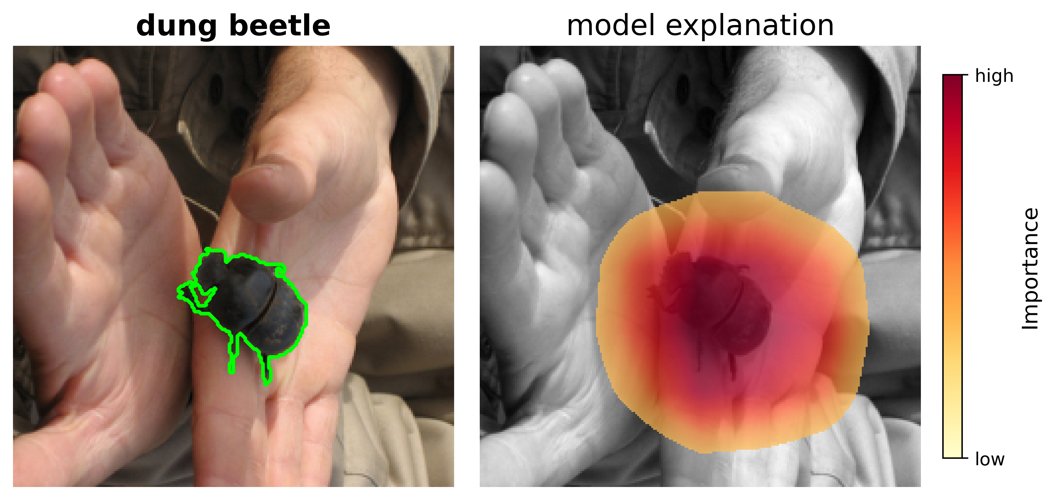 dung beetle
model explanation
high
Importance
low